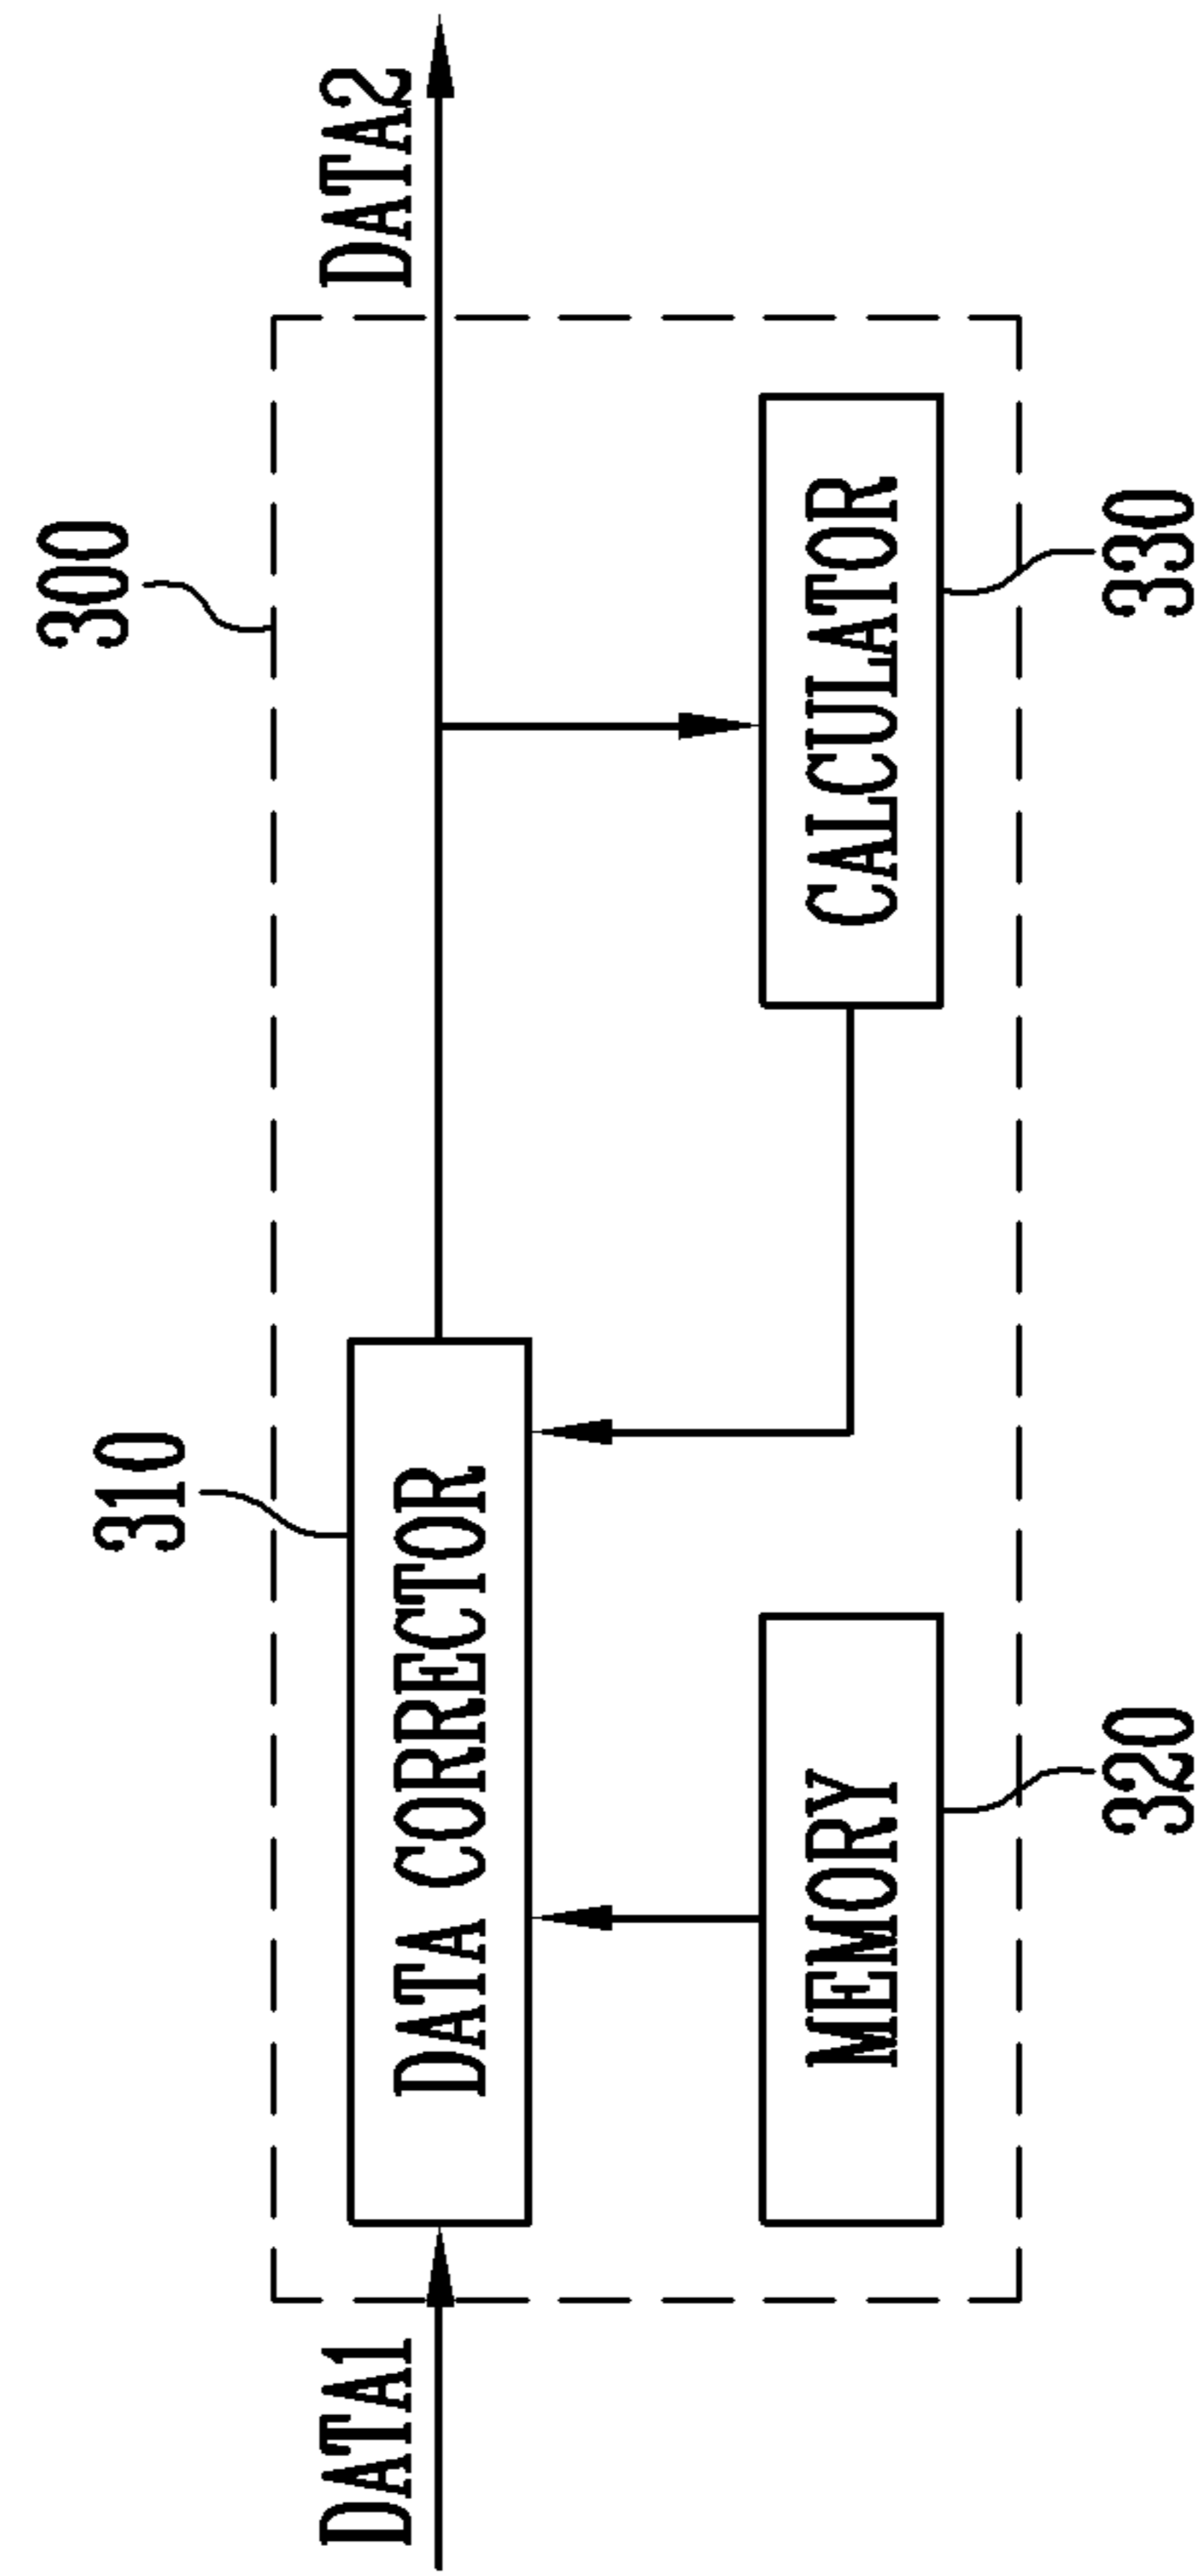 300
310
DATA1
DATA2
DATA CORRECTOR
MEMORY
CALCULATOR
320
330